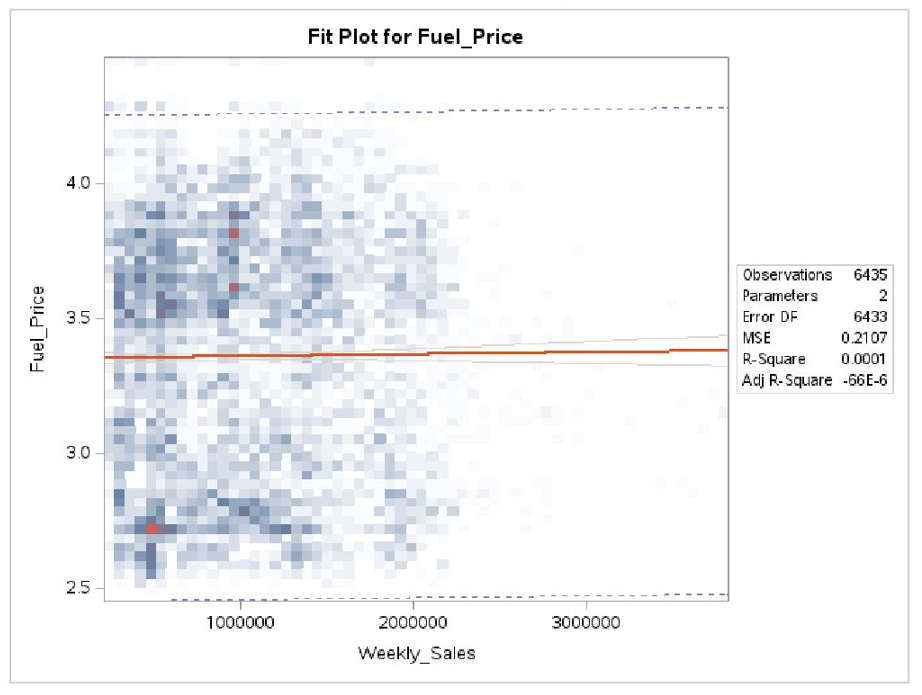 Fit Plot for Fuel_Price
4.0
3.5
3.0
2.5
Fuel_Price
1000000 2000000 3000000
Weekly_Sales
Observations 6435
Parameters 2
Error DF 6433
MSE 0.2107
R-Square 0.0001
Adj R-Square -66E-6